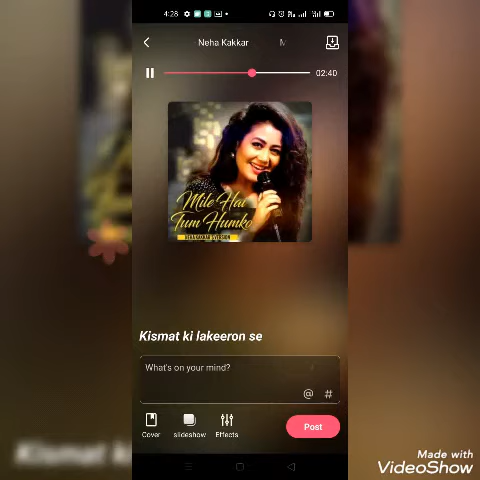 4:28
Neha Kakkar M
02:40
Mile Ho
Tum Humko
Kismat ki lakeeron se
What's on your mind?
@ #
Cover slideshow Effects Post
Made with
VideoShow